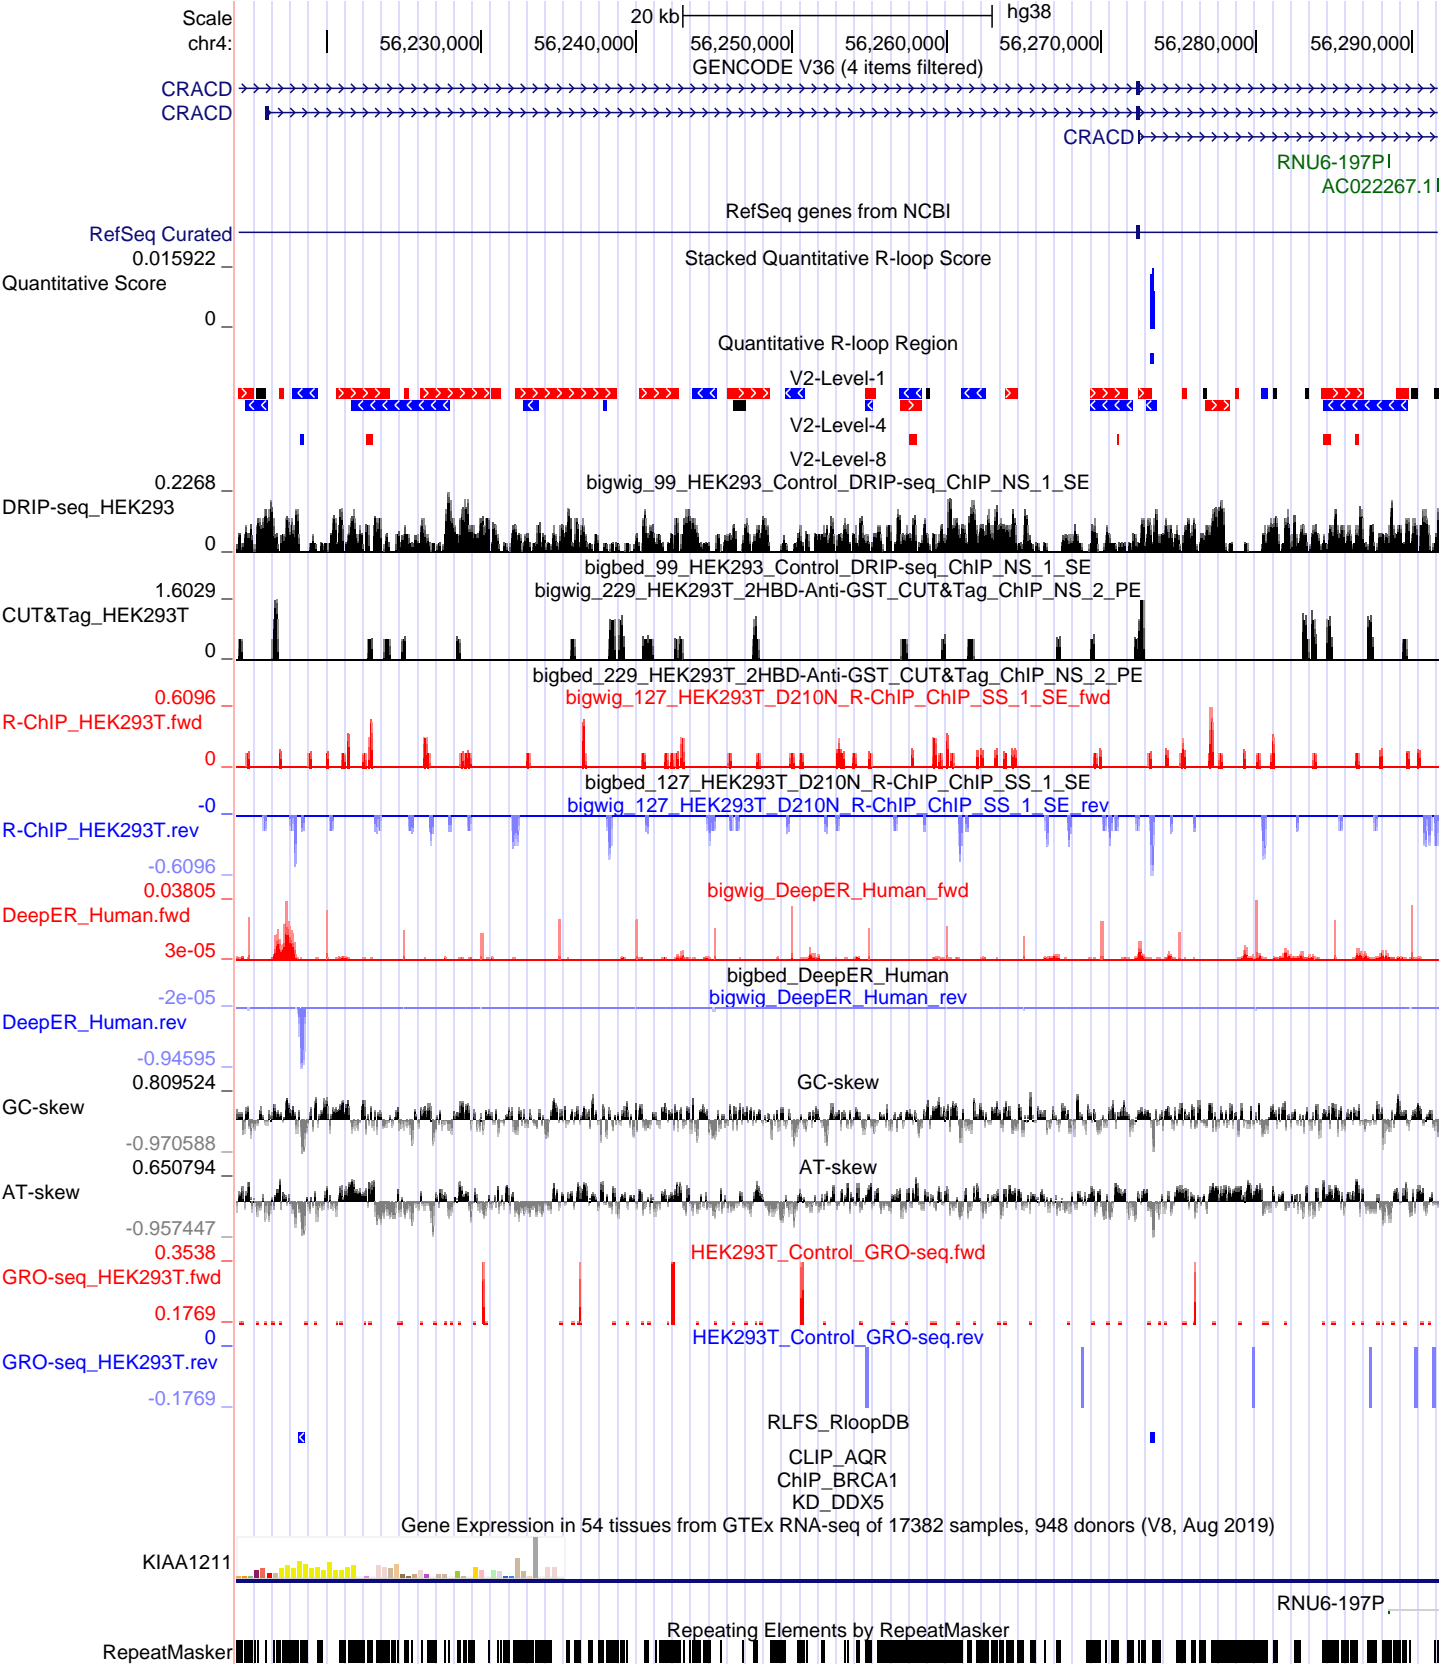 Scale 20 kb hg38
chr4: 56,230,000 56,240,000 56,250,000 56,260,000 56,270,000 56,280,000 56,290,000
GENCODE V36 (4 items filtered)
CRACD
CRACD
CRACD
RNU6-197P
AC022267.1
RefSeq genes from NCBI
RefSeq Curated
0.015922 Stacked Quantitative R-loop Score
Quantitative Score
0
Quantitative R-loop Region
V2-Level-1
V2-Level-4
V2-Level-8
0.2268 bigwig_99_HEK293_Control_DRIP-seq_ChIP_NS_1_SE
DRIP-seq_HEK293
0
bigbed_99_HEK293_Control_DRIP-seq_ChIP_NS_1_SE
1.6029 bigwig_229_HEK293T_2HBD-Anti-GST_CUT&Tag_ChIP_NS_2_PE
CUT&Tag_HEK293T
0
bigbed_229_HEK293T_2HBD-Anti-GST_CUT&Tag_ChIP_NS_2_PE
0.6096 bigwig_127_HEK293T_D210N_R-ChIP_ChIP_SS_1_SE_fwd
R-ChIP_HEK293T.fwd
0
bigbed_127_HEK293T_D210N_R-ChIP_ChIP_SS_1_SE
-0 bigwig_127_HEK293T_D210N_R-ChIP_ChIP_SS_1_SE_rev
R-ChIP_HEK293T.rev
-0.6096
0.03805 bigwig_DeepER_Human_fwd
DeepER_Human.fwd
3e-05
bigbed_DeepER_Human
-2e-05 bigwig_DeepER_Human_rev
DeepER_Human.rev
-0.94595
0.809524 GC-skew
GC-skew
-0.970588
0.650794 AT-skew
AT-skew
-0.957447
0.3538 HEK293T_Control_GRO-seq.fwd
GRO-seq_HEK293T.fwd
0.1769
0 HEK293T_Control_GRO-seq.rev
GRO-seq_HEK293T.rev
-0.1769
RLFS_RloopDB
CLIP_AQR
ChIP_BRCA1
KD_DDX5
Gene Expression in 54 tissues from GTEx RNA-seq of 17382 samples, 948 donors (V8, Aug 2019)
KIAA1211
RNU6-197P
Repeating Elements by RepeatMasker
RepeatMasker